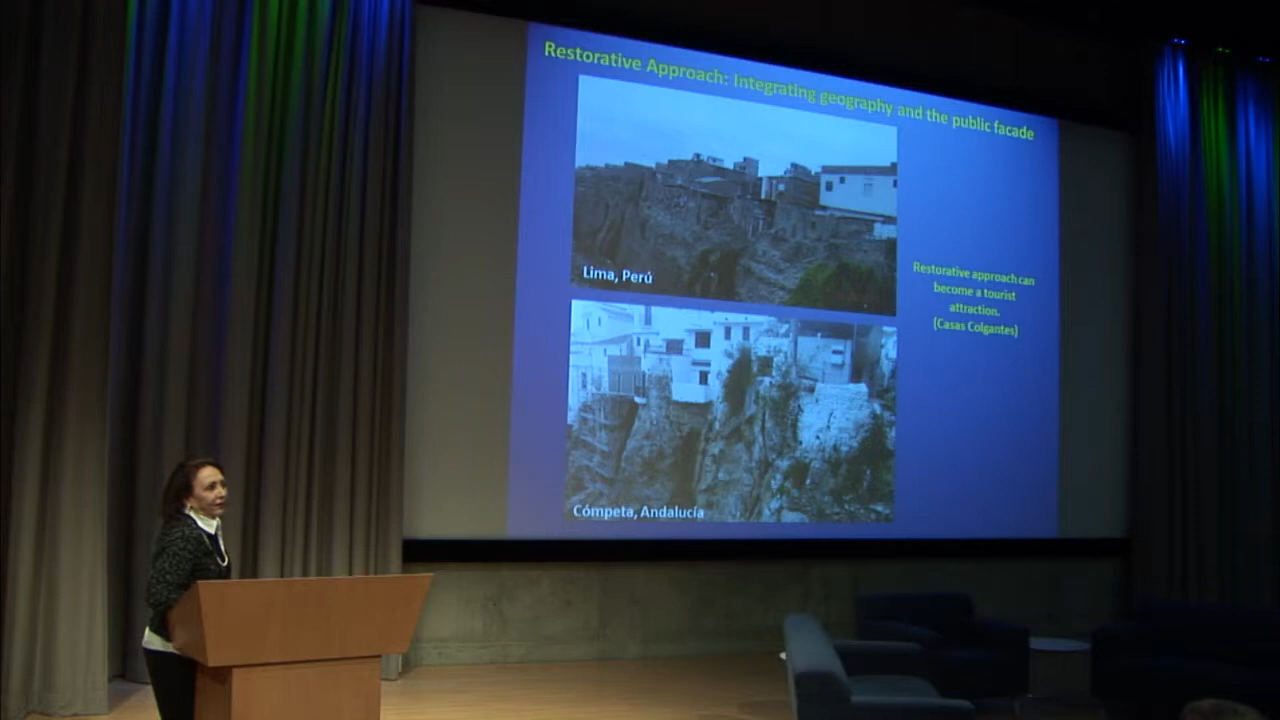 Restorative Approach: Integrating geography and the public facade
Lima, Perú
Restorative approach can
become a tourist
attraction.
(Casas Colgantes)
Cómpeta, Andalucía